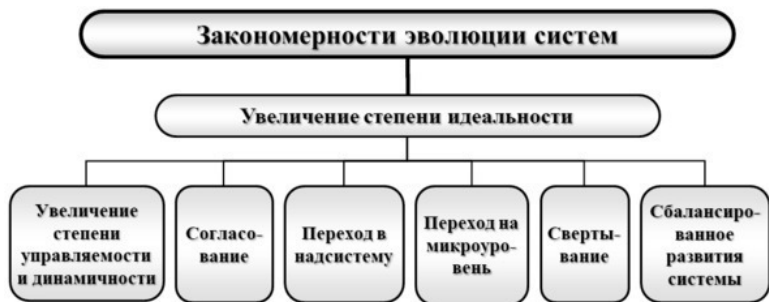 Закономерности эволюции систем
Увеличение степени идеальности
Увеличение
степени
управляемости
и динамичности
Согласо-
вание
Переход в
надсистему
Переход на
микроуро-
вень
Сверты-
вание
Сбалансиро-
ванное
развития
системы